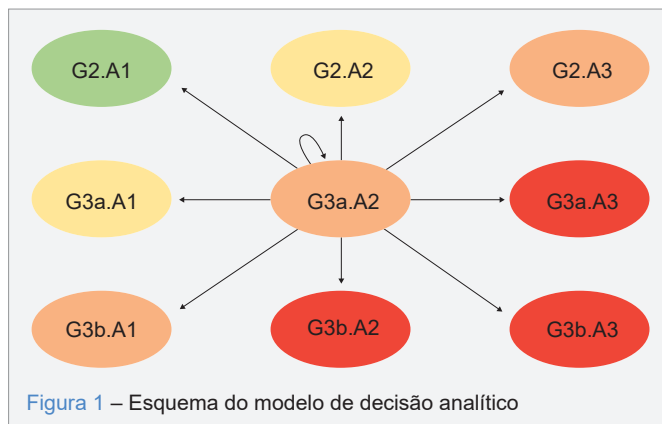 G2.A1 G2.A2 G2.A3
G3a.A1 G3a.A2 G3a.A3
G3b.A1 G3b.A2 G3b.A3
Figura 1 – Esquema do modelo de decisão analítico